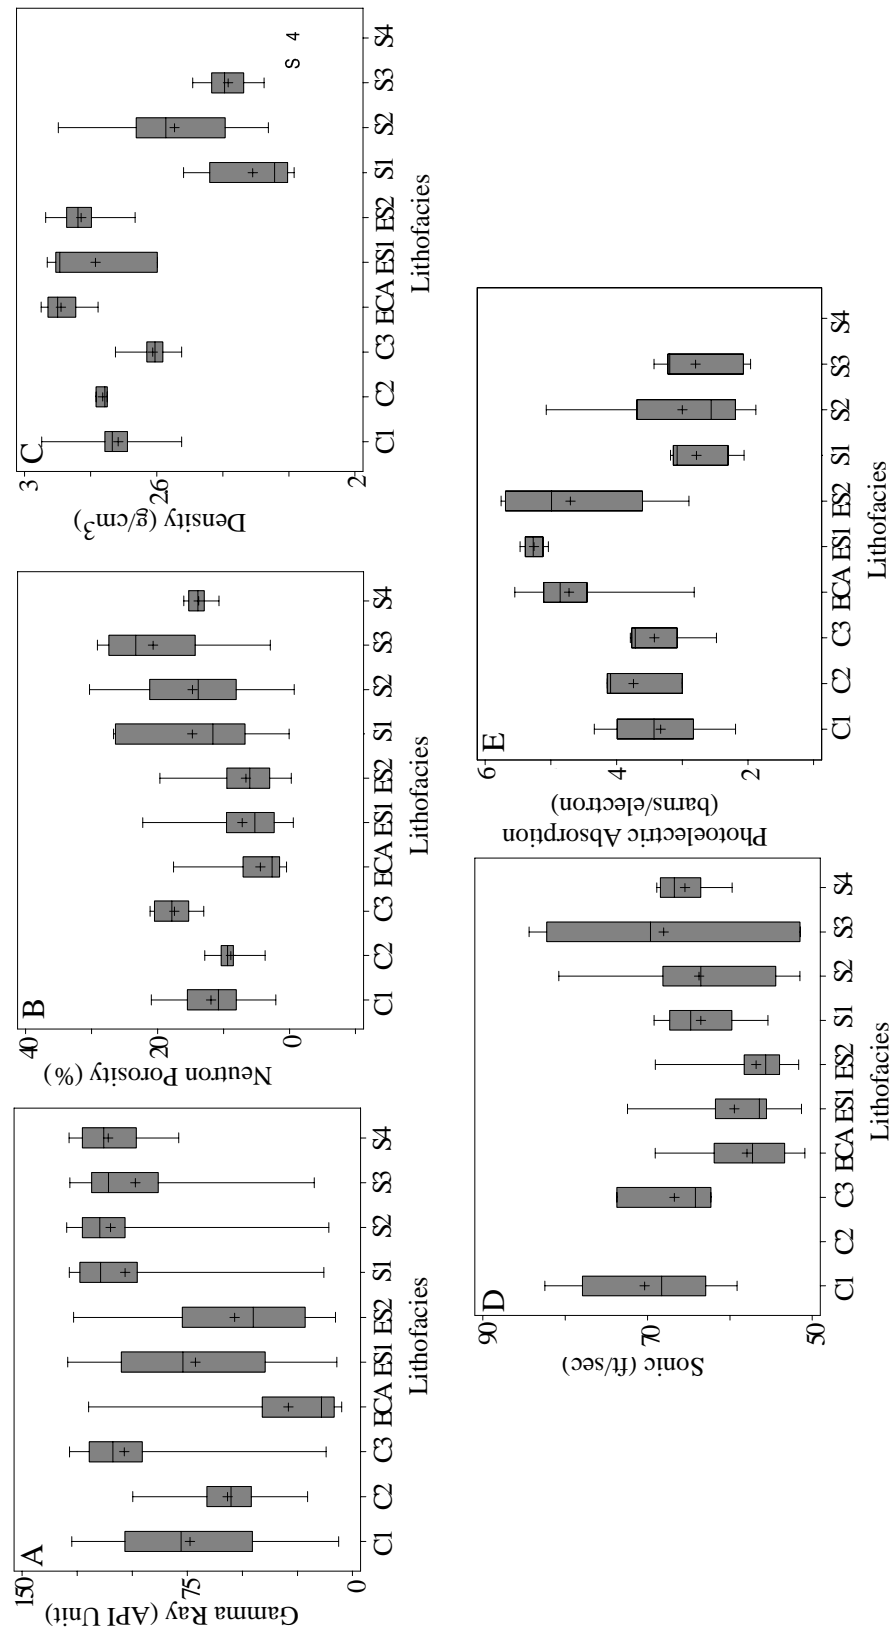 A
Gamma Ray (API Unit)
150
75
0
C1 C2 C3 ECA ES1 ES2 S1 S2 S3 S4
Lithofacies
B
Neutron Porosity (%)
40
20
0
C1 C2 C3 ECA ES1 ES2 S1 S2 S3 S4
Lithofacies
C
Density (g/cm³)
3
2.6
2
C1 C2 C3 ECA ES1 ES2 S1 S2 S3 S4
S 4
Lithofacies
D
Sonic (ft/sec)
90
70
50
C1 C2 C3 ECA ES1 ES2 S1 S2 S3 S4
Lithofacies
E
Photoelectric Absorption
(barns/electron)
6
4
2
C1 C2 C3 ECA ES1 ES2 S1 S2 S3 S4
Lithofacies